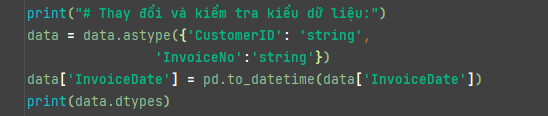 print("# Thay đổi và kiểm tra kiểu dữ liệu:")
data = data.astype({'CustomerID': 'string',
'InvoiceNo':'string'})
data['InvoiceDate'] = pd.to_datetime(data['InvoiceDate'])
print(data.dtypes)